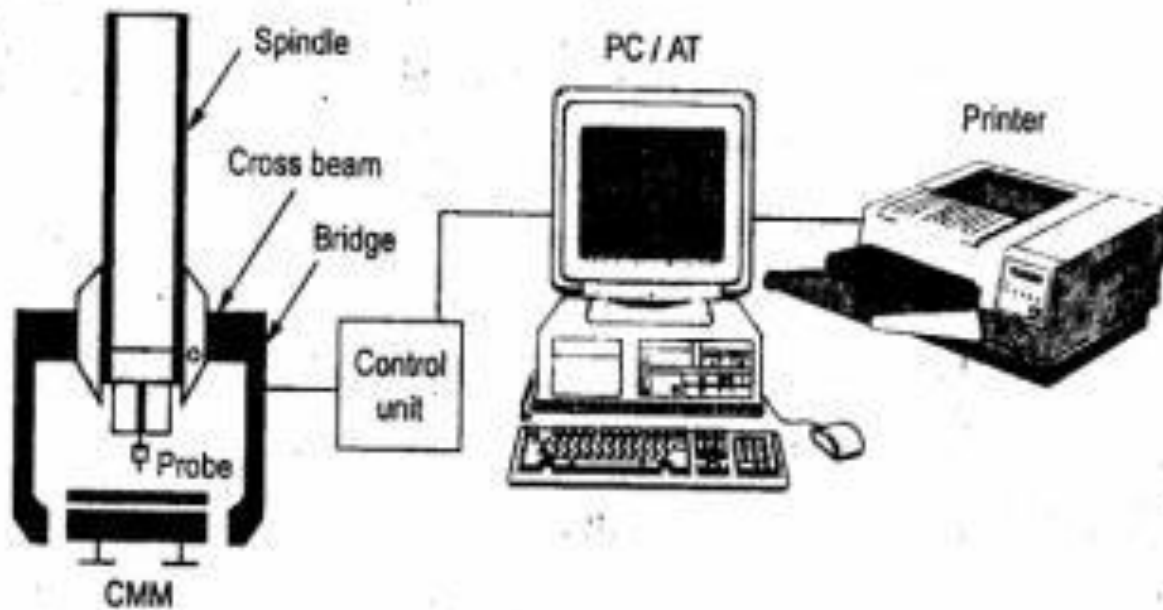 Spindle
PC / AT
Printer
Cross beam
Bridge
Control
unit
Probe
CMM